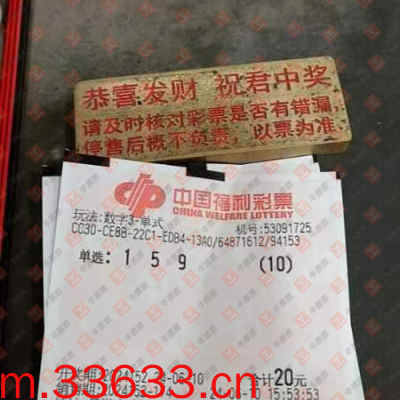 恭喜发财 祝君中奖
请及时核对彩票是否有错漏,
停售后概不负责,以票为准.
中国福利彩票
CHINA WELFARE LOTTERY
玩法:数字3-单式 机号:53091725
CC30-CE8B-22C1-EDB4-13A0/64871612/94153
单选: 1 5 9 (10)
合计20元
15:53:53
m.33633.cn